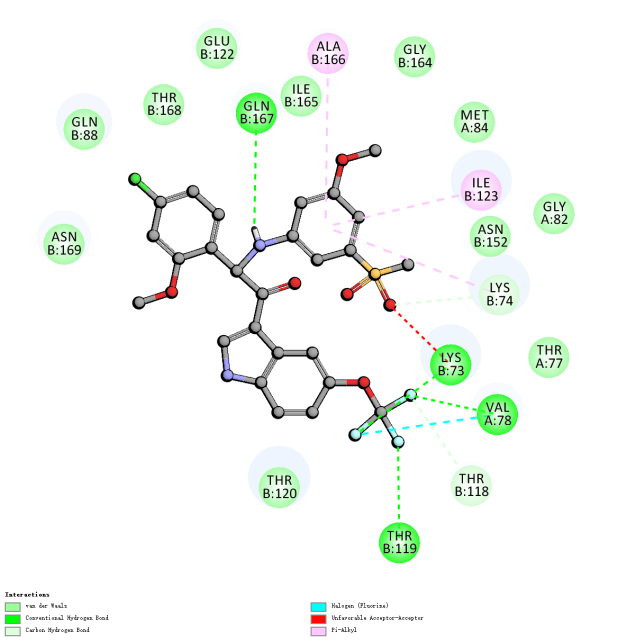 GLU
B:122
ALA
B:166
GLY
B:164
THR
B:168
GLN
B:167
ILE
B:165
GLN
B:88
MET
A:84
ILE
B:123
GLY
A:82
ASN
B:169
ASN
B:152
LYS
B:74
LYS
B:73
THR
A:77
VAL
A:78
THR
B:120
THR
B:118
THR
B:119
Interactions
van der Waals
Conventional Hydrogen Bond
Carbon Hydrogen Bond
Halogen (Fluorine)
Unfavorable Acceptor-Acceptor
Pi-Alkyl